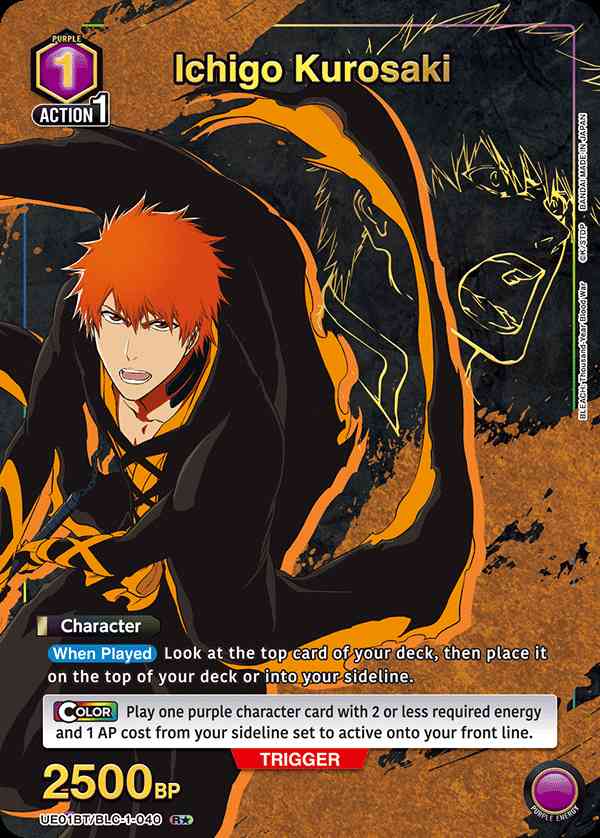 PURPLE
1
ACTION 1
Ichigo Kurosaki
BLEACH: Thousand-Year Blood War ©K/STDP · BANDAI MADE IN JAPAN
Character
When Played Look at the top card of your deck, then place it
on the top of your deck or into your sideline.
COLOR Play one purple character card with 2 or less required energy
and 1 AP cost from your sideline set to active onto your front line.
TRIGGER
2500 BP
UE01BT/BLC-1-040 R★
PURPLE ENERGY